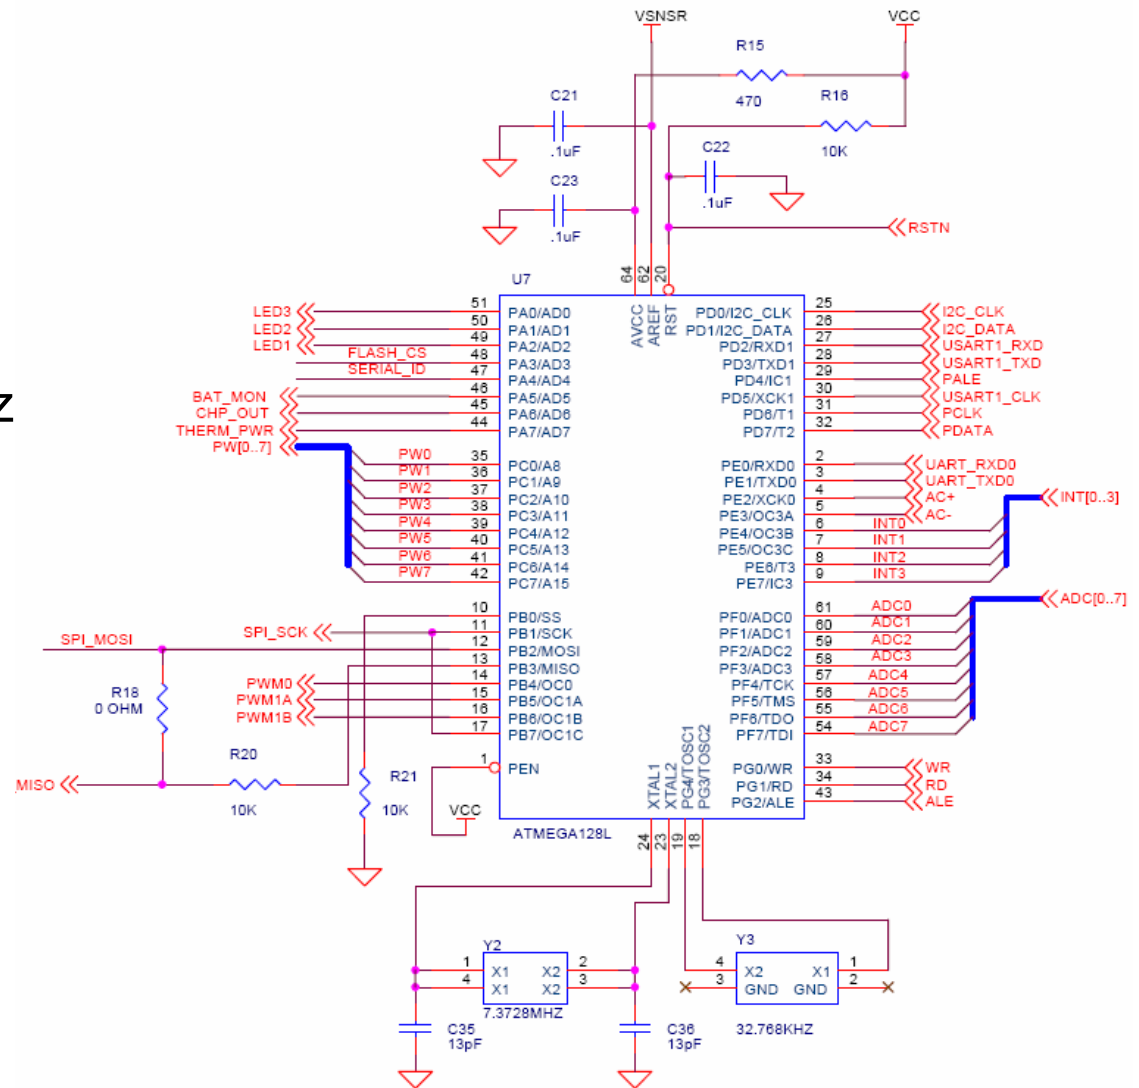 VSNSR
VCC
R15
470
R16
10K
C21
.1uF
C22
.1uF
C23
.1uF
RSTN
64
62
20
U7
AVCC
AREF
RST
LED3 51 PA0/AD0
LED2 50 PA1/AD1
LED1 49 PA2/AD2
FLASH_CS 48 PA3/AD3
SERIAL_ID 47 PA4/AD4
BAT_MON 46 PA5/AD5
CHP_OUT 45 PA6/AD6
THERM_PWR 44 PA7/AD7
PW[0..7]
PW0 35 PC0/A8
PW1 36 PC1/A9
PW2 37 PC2/A10
PW3 38 PC3/A11
PW4 39 PC4/A12
PW5 40 PC5/A13
PW6 41 PC6/A14
PW7 42 PC7/A15
10 PB0/SS
SPI_SCK 11 PB1/SCK
SPI_MOSI 12 PB2/MOSI
13 PB3/MISO
PWM0 14 PB4/OC0
PWM1A 15 PB5/OC1A
PWM1B 16 PB6/OC1B
17 PB7/OC1C
1 PEN
PD0/I2C_CLK 25 I2C_CLK
PD1/I2C_DATA 26 I2C_DATA
PD2/RXD1 27 USART1_RXD
PD3/TXD1 28 USART1_TXD
PD4/IC1 29 PALE
PD5/XCK1 30 USART1_CLK
PD6/T1 31 PCLK
PD7/T2 32 PDATA
PE0/RXD0 2 UART_RXD0
PE1/TXD0 3 UART_TXD0
PE2/XCK0 4 AC+
PE3/OC3A 5 AC-
PE4/OC3B 6 INT0
PE5/OC3C 7 INT1
PE6/T3 8 INT2
PE7/IC3 9 INT3
INT[0..3]
PF0/ADC0 61 ADC0
PF1/ADC1 60 ADC1
PF2/ADC2 59 ADC2
PF3/ADC3 58 ADC3
PF4/TCK 57 ADC4
PF5/TMS 56 ADC5
PF6/TDO 55 ADC6
PF7/TDI 54 ADC7
ADC[0..7]
PG0/WR 33 WR
PG1/RD 34 RD
PG2/ALE 43 ALE
z
R18
0 OHM
MISO
R20
10K
R21
10K
VCC
ATMEGA128L
XTAL1
XTAL2
PG4/TOSC1
PG3/TOSC2
24
23
19
18
Y2
1 X1 X2 2
4 X1 X2 3
7.3728MHZ
C35
13pF
C36
13pF
Y3
4 X2 X1 1
3 GND GND 2
32.768KHZ